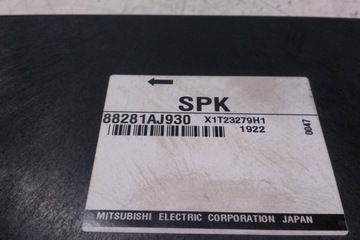 SPK
88281AJ930 X1T23279H1
1922
0047
MITSUBISHI ELECTRIC CORPORATION JAPAN